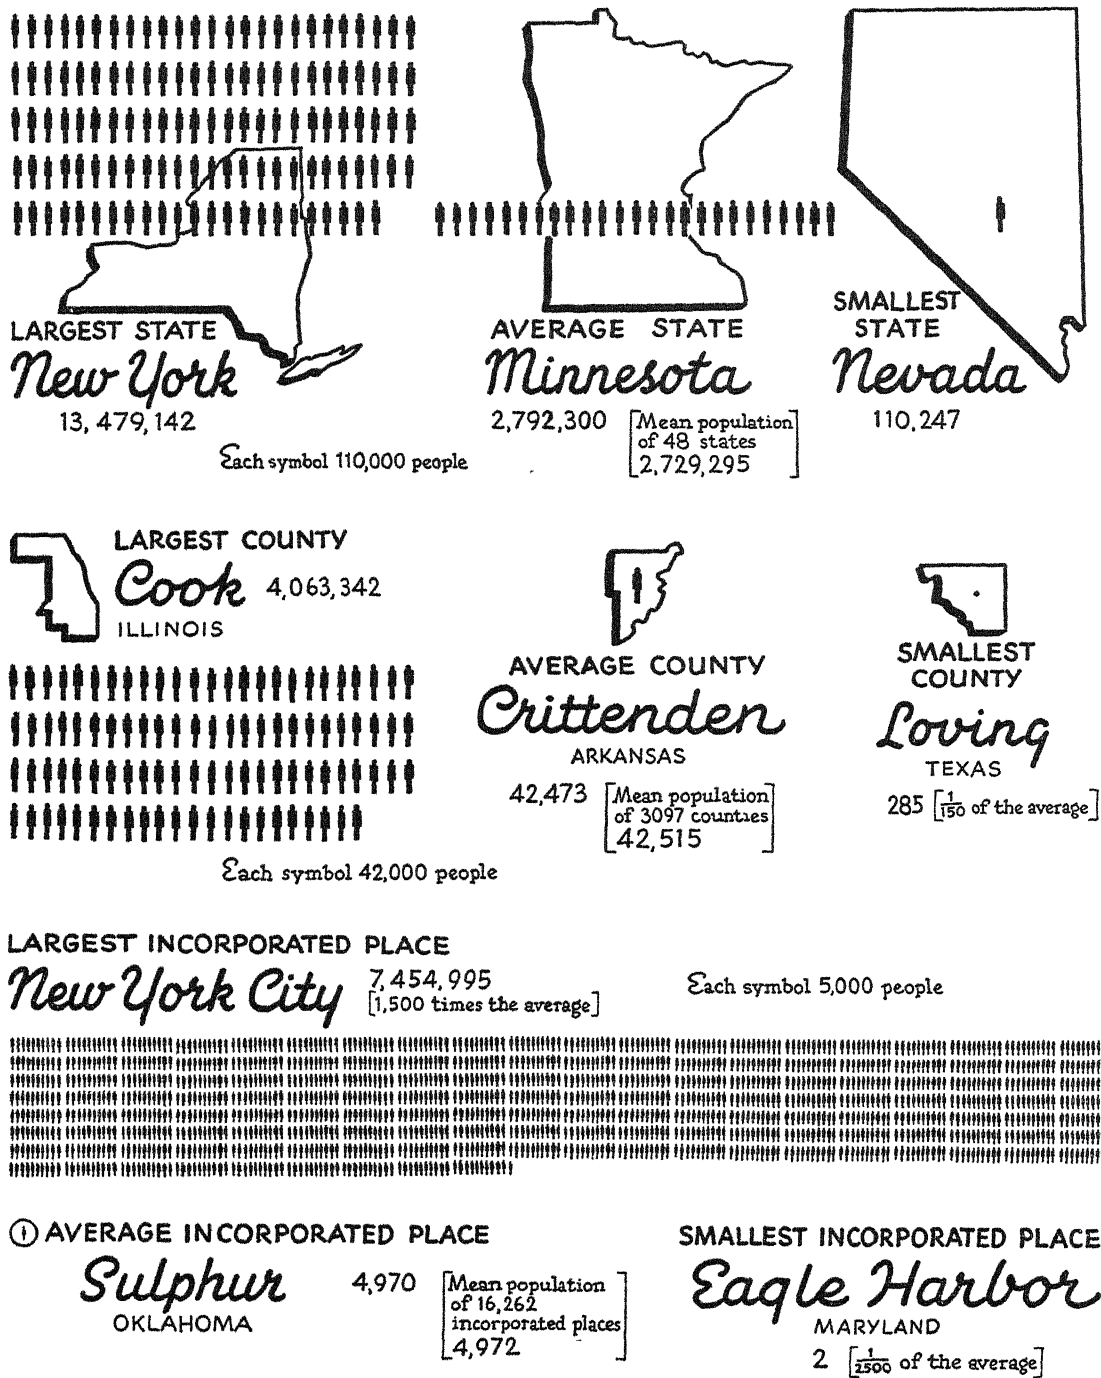 LARGEST STATE
New York
13,479,142
AVERAGE STATE
Minnesota
2,792,300
[Mean population
of 48 states
2,729,295]
SMALLEST
STATE
Nevada
110,247
Each symbol 110,000 people
LARGEST COUNTY
Cook 4,063,342
ILLINOIS
AVERAGE COUNTY
Crittenden
ARKANSAS
42,473
[Mean population
of 3097 counties
42,515]
SMALLEST
COUNTY
Loving
TEXAS
285 [1/150 of the average]
Each symbol 42,000 people
LARGEST INCORPORATED PLACE
New York City
7,454,995
[1,500 times the average]
Each symbol 5,000 people
AVERAGE INCORPORATED PLACE
Sulphur
OKLAHOMA
4,970
[Mean population
of 16,262
incorporated places
4,972]
SMALLEST INCORPORATED PLACE
Eagle Harbor
MARYLAND
2 [1/2500 of the average]